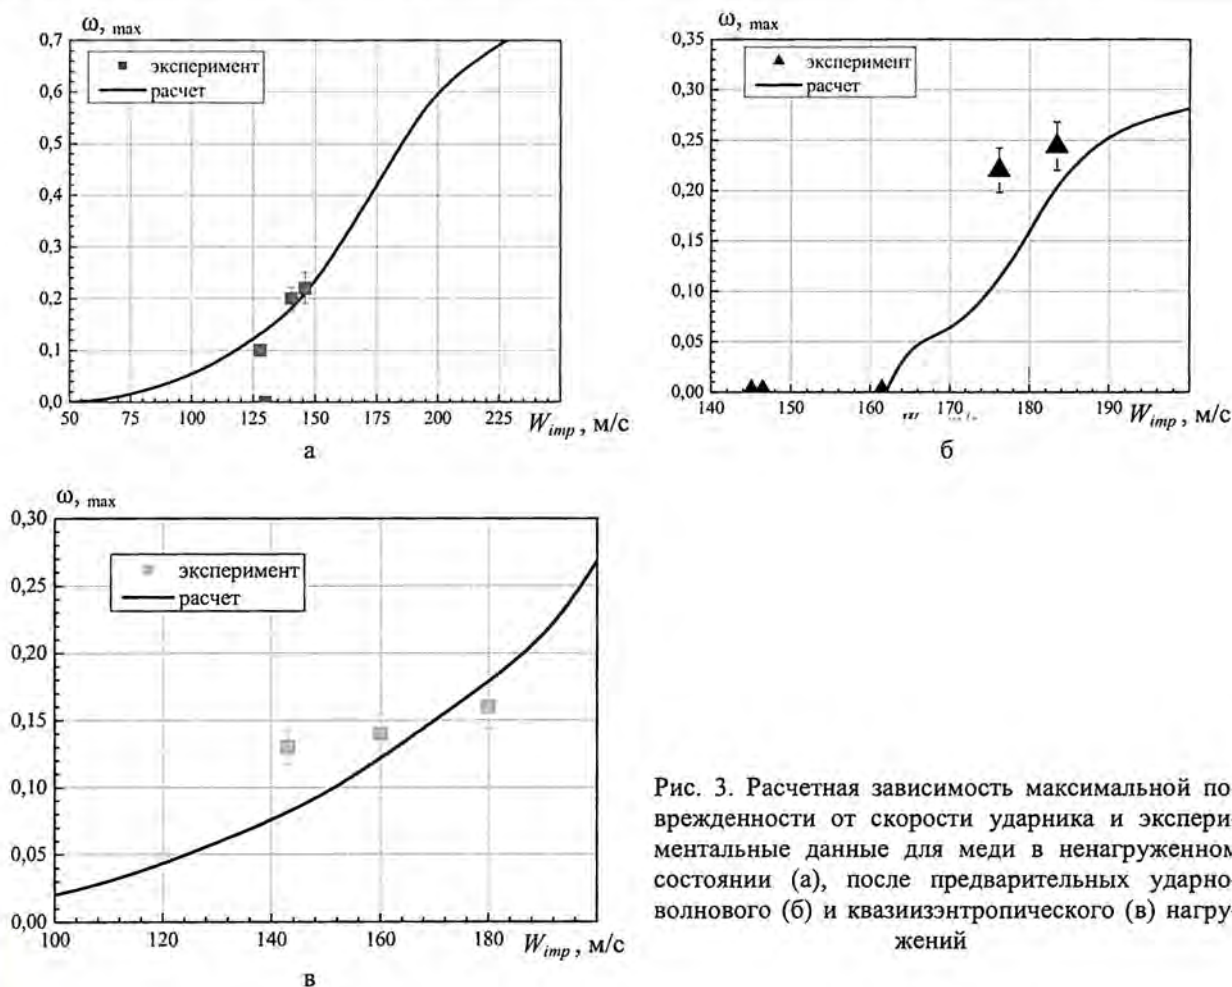 ω, max
0,7
0,6
0,5
0,4
0,3
0,2
0,1
0,0
эксперимент
расчет
50 75 100 125 150 175 200 225 W imp , м/с
а
ω, max
0,35
0,30
0,25
0,20
0,15
0,10
0,05
0,00
эксперимент
расчет
140 150 160 170 180 190 W imp , м/с
б
ω, max
0,30
0,25
0,20
0,15
0,10
0,05
0,00
эксперимент
расчет
100 120 140 160 180 W imp , м/с
в
Рис. 3. Расчетная зависимость максимальной по
врежденности от скорости ударника и экспери
ментальные данные для меди в ненагруженном
состоянии (а), после предварительных ударно
волнового (б) и квазиизэнтропического (в) нагру
жений